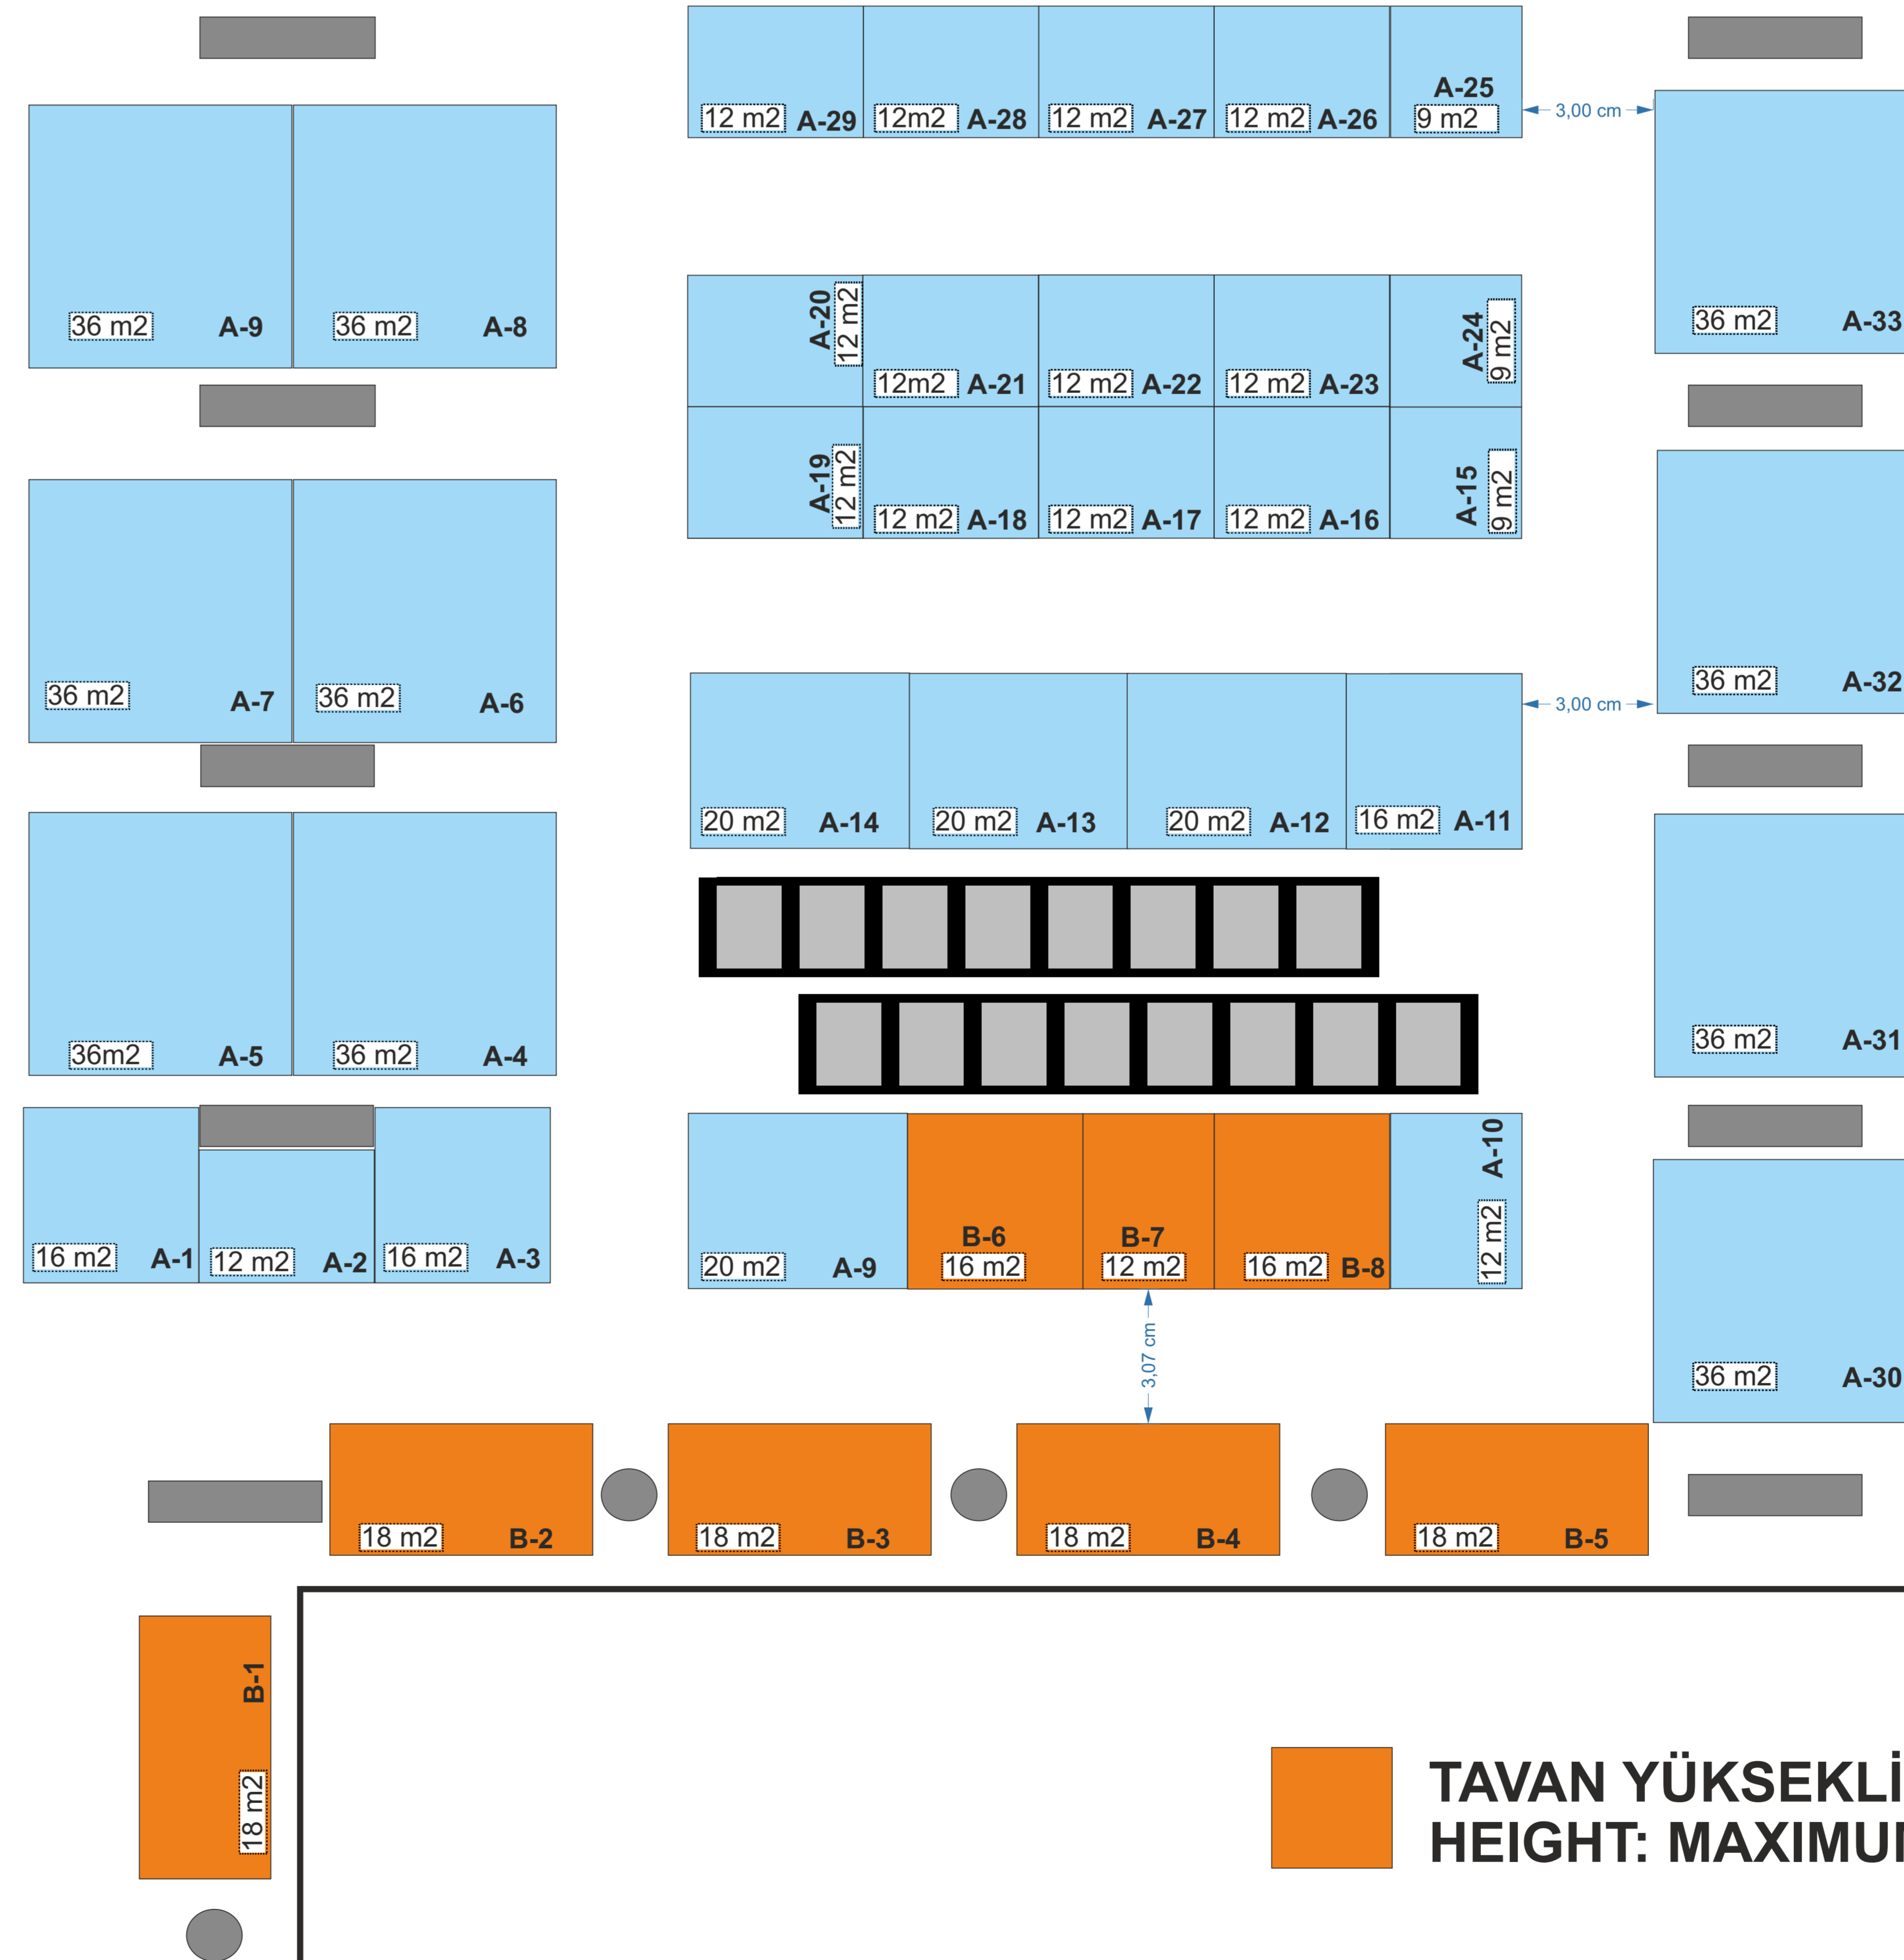 12 m2 A-29
12m2 A-28
12 m2 A-27
12 m2 A-26
A-25
9 m2
3,00 cm
36 m2 A-9
36 m2 A-8
A-20
12 m2
12m2 A-21
12 m2 A-22
12 m2 A-23
A-24
9 m2
36 m2 A-33
A-19
12 m2
12 m2 A-18
12 m2 A-17
12 m2 A-16
A-15
9 m2
36 m2 A-7
36 m2 A-6
3,00 cm
36 m2 A-32
20 m2 A-14
20 m2 A-13
20 m2 A-12
16 m2 A-11
36m2 A-5
36 m2 A-4
36 m2 A-31
16 m2 A-1
12 m2 A-2
16 m2 A-3
20 m2 A-9
B-6
16 m2
B-7
12 m2
16 m2 B-8
A-10
12 m2
3,07 cm
36 m2 A-30
18 m2 B-2
18 m2 B-3
18 m2 B-4
18 m2 B-5
B-1
18 m2
TAVAN YÜKSEKLİ
HEIGHT: MAXIMU